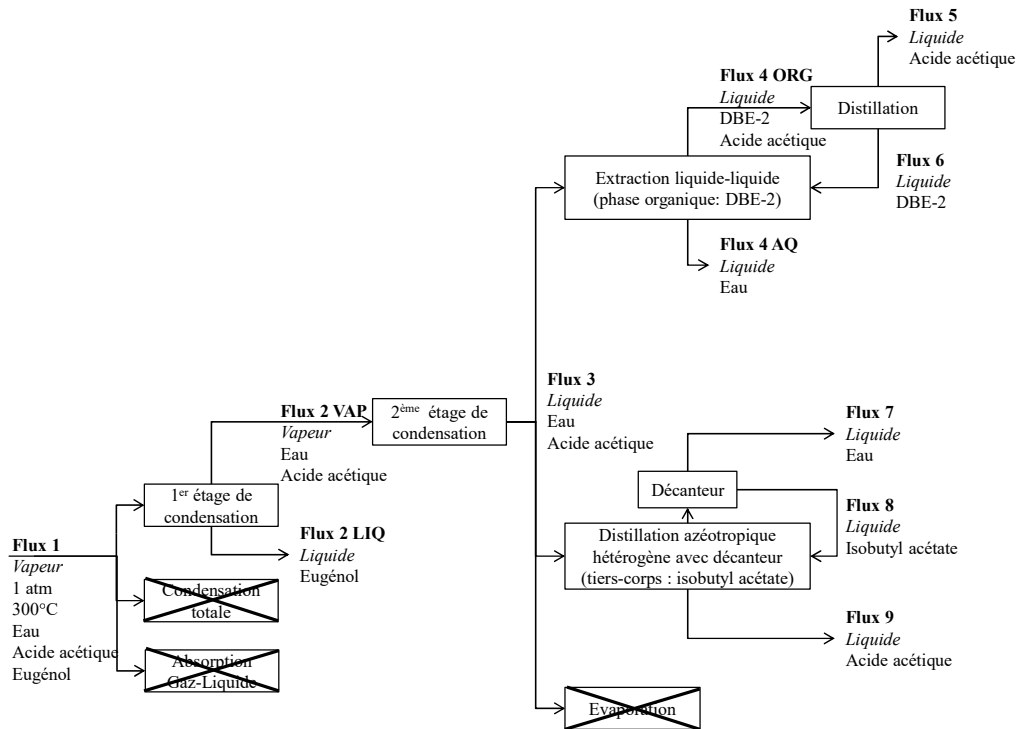 Flux 1
Vapeur
1 atm
300°C
Eau
Acide acétique
Eugénol
1er étage de
condensation
Condensation
totale
Absorption
Gaz-Liquide
Flux 2 VAP
Vapeur
Eau
Acide acétique
Flux 2 LIQ
Liquide
Eugénol
2ème étage de
condensation
Flux 3
Liquide
Eau
Acide acétique
Extraction liquide-liquide
(phase organique: DBE-2)
Flux 4 ORG
Liquide
DBE-2
Acide acétique
Flux 4 AQ
Liquide
Eau
Distillation
Flux 5
Liquide
Acide acétique
Flux 6
Liquide
DBE-2
Décanteur
Distillation azéotropique
hétérogène avec décanteur
(tiers-corps : isobutyl acétate)
Flux 7
Liquide
Eau
Flux 8
Liquide
Isobutyl acétate
Flux 9
Liquide
Acide acétique
Evaporation